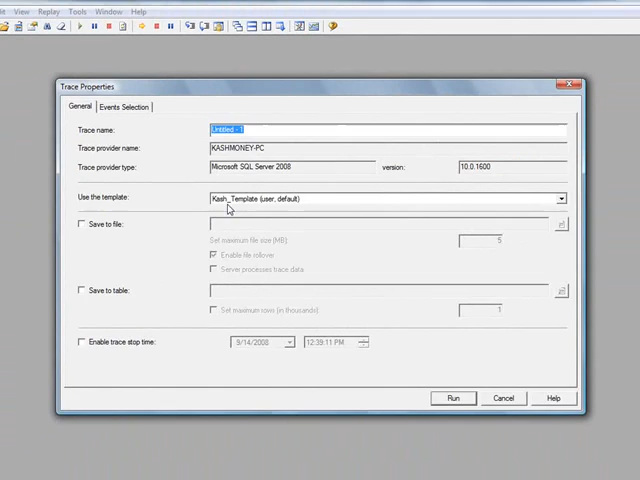 View Replay Tools Window Help
Trace Properties
General Events Selection
Trace name: Untitled - 1
Trace provider name: KASHMONEY-PC
Trace provider type: Microsoft SQL Server 2008 version: 10.0.1600
Use the template: Kash_Template (user, default)
Save to file:
Set maximum file size (MB): 5
Enable file rollover
Server processes trace data
Save to table:
Set maximum rows (in thousands) 1
Enable trace stop time: 9/14/2008 12:39:11 PM
Run Cancel Help